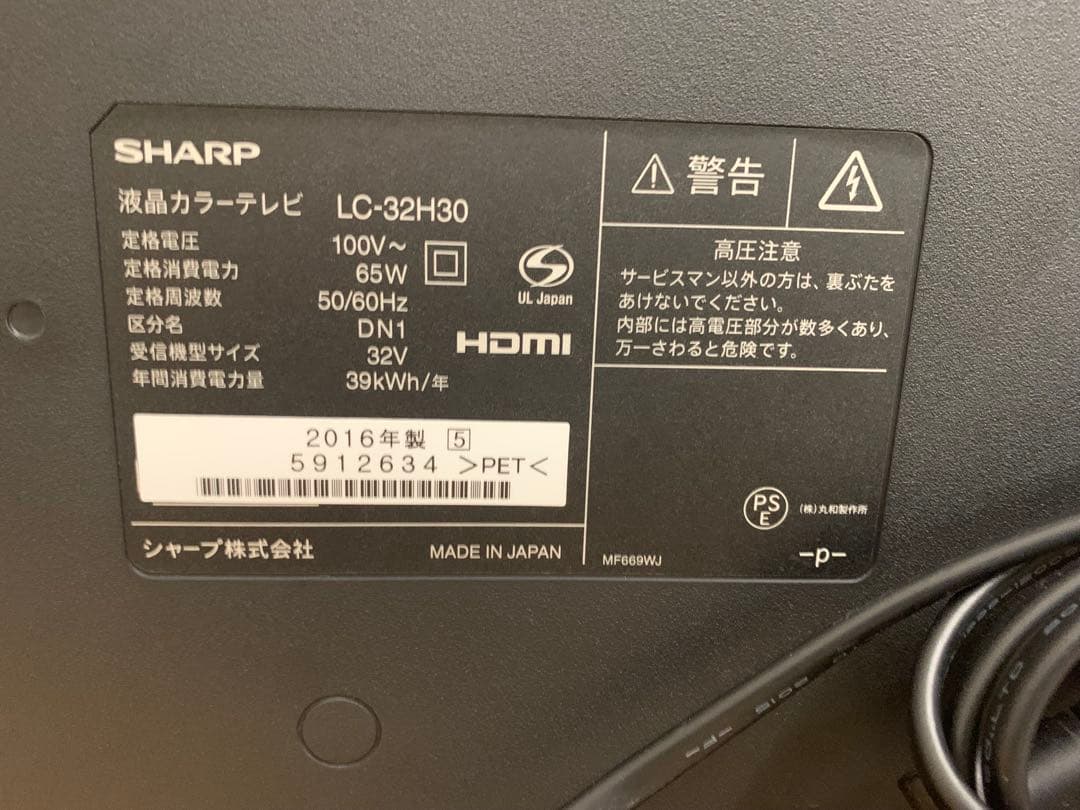 SHARP
液晶カラーテレビ LC-32H30
定格電圧 100V～
定格消費電力 65W
定格周波数 50/60Hz
区分名 DN1
受信機型サイズ 32V
年間消費電力量 39kWh/年
UL Japan
HDMI
2016年製 5
5912634 >PET<
シャープ株式会社 MADE IN JAPAN
警告
高圧注意
サービスマン以外の方は、裏ぶたを
あけないでください。
内部には高電圧部分が数多くあり、
万一さわると危険です。
PS
E
(株)丸和製作所
MF669WJ
-p-